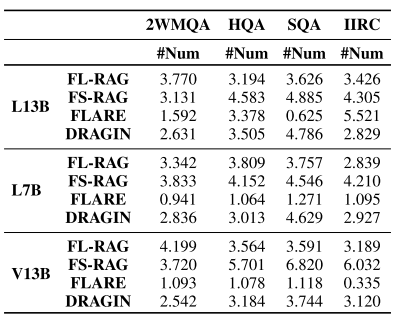 2WMQA HQA SQA IIRC
#Num #Num #Num #Num
FL-RAG 3.770 3.194 3.626 3.426
FS-RAG 3.131 4.583 4.885 4.305
L13B
FLARE 1.592 3.378 0.625 5.521
DRAGIN 2.631 3.505 4.786 2.829
FL-RAG 3.342 3.809 3.757 2.839
FS-RAG 3.833 4.152 4.546 4.210
L7B
FLARE 0.941 1.064 1.271 1.095
DRAGIN 2.836 3.013 4.629 2.927
FL-RAG 4.199 3.564 3.591 3.189
FS-RAG 3.720 5.701 6.820 6.032
V13B
FLARE 1.093 1.078 1.118 0.335
DRAGIN 2.542 3.184 3.744 3.120